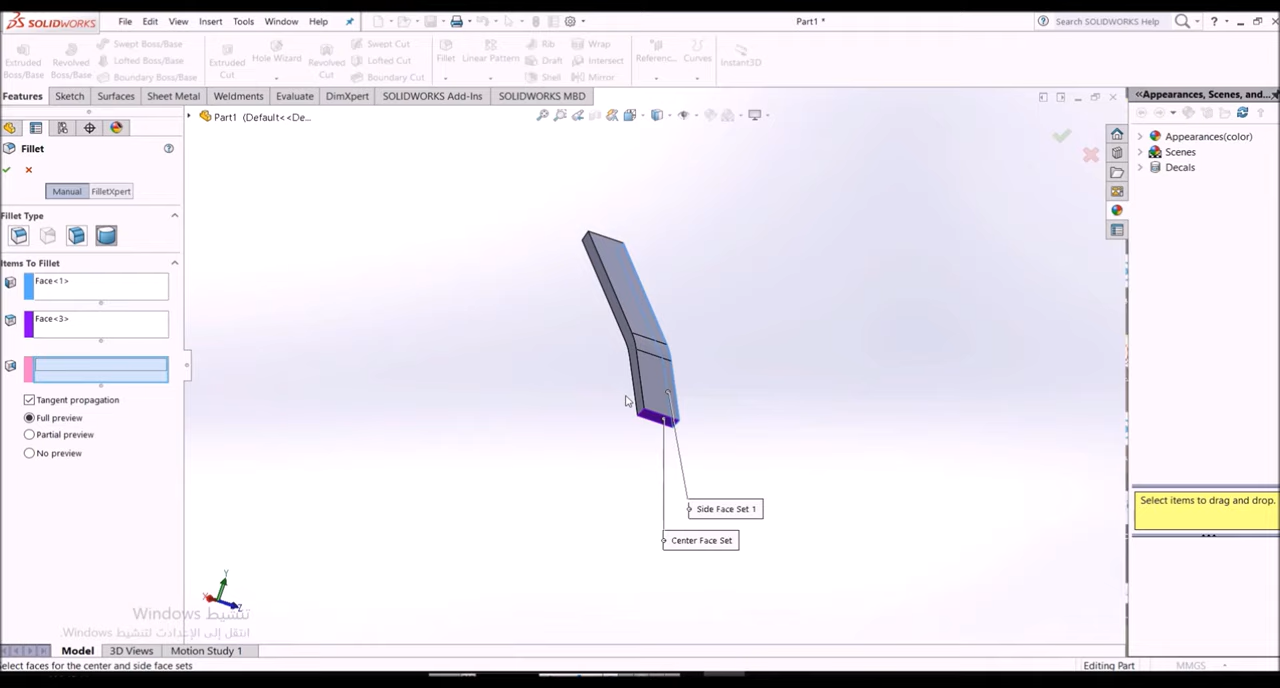 SOLIDWORKS File Edit View Insert Tools Window Help Part1 * Search SOLIDWORKS Help
Extruded Boss/Base
Revolved Boss/Base
Swept Boss/Base
Lofted Boss/Base
Boundary Boss/Base
Extruded Cut
Hole Wizard
Revolved Cut
Swept Cut
Lofted Cut
Boundary Cut
Fillet
Linear Pattern
Rib
Draft
Shell
Wrap
Intersect
Mirror
Referenc...
Curves
Instant3D
Features Sketch Surfaces Sheet Metal Weldments Evaluate DimXpert SOLIDWORKS Add-Ins SOLIDWORKS MBD
Part1 (Default<<De...
Fillet
Manual FilletXpert
Fillet Type
Items To Fillet
Face<1>
Face<3>
Tangent propagation
Full preview
Partial preview
No preview
Side Face Set 1
Center Face Set
Y
X
Z
«Appearances, Scenes, and...
Appearances(color)
Scenes
Decals
Select items to drag and drop.
تنشيط Windows
انتقل إلى الإعدادت لتنشيط Windows.
Model 3D Views Motion Study 1
Select faces for the center and side face sets
Editing Part MMGS